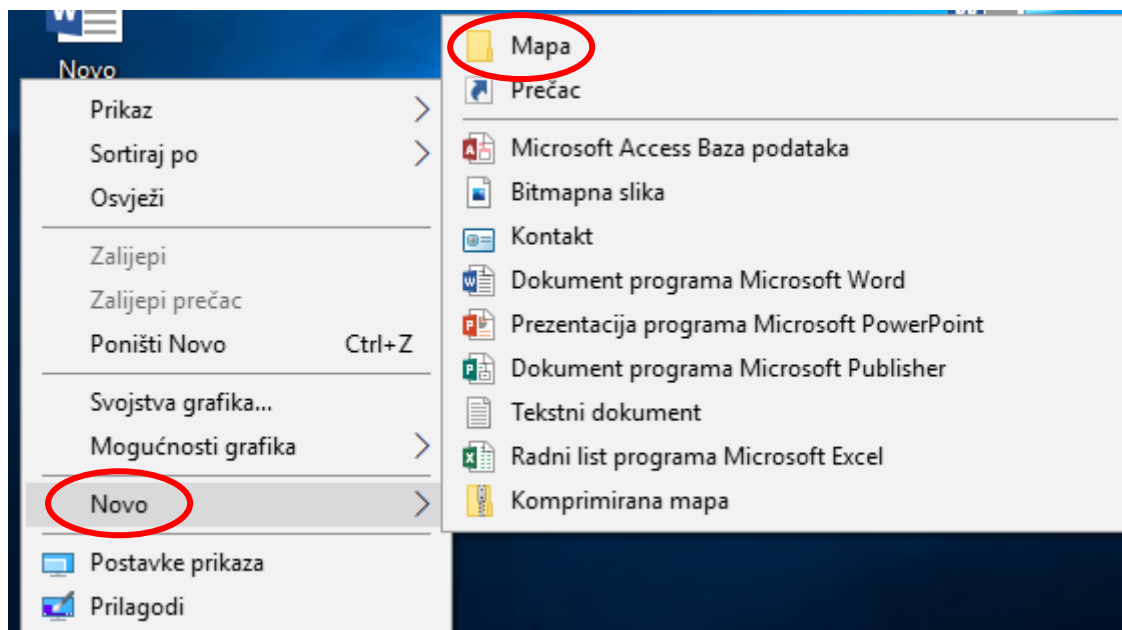 Novo
Prikaz
Sortiraj po
Osvježi
Zalijepi
Zalijepi prečac
Poništi Novo Ctrl+Z
Svojstva grafika...
Mogućnosti grafika
Novo
Postavke prikaza
Prilagodi
Mapa
Prečac
Microsoft Access Baza podataka
Bitmapna slika
Kontakt
Dokument programa Microsoft Word
Prezentacija programa Microsoft PowerPoint
Dokument programa Microsoft Publisher
Tekstni dokument
Radni list programa Microsoft Excel
Komprimirana mapa